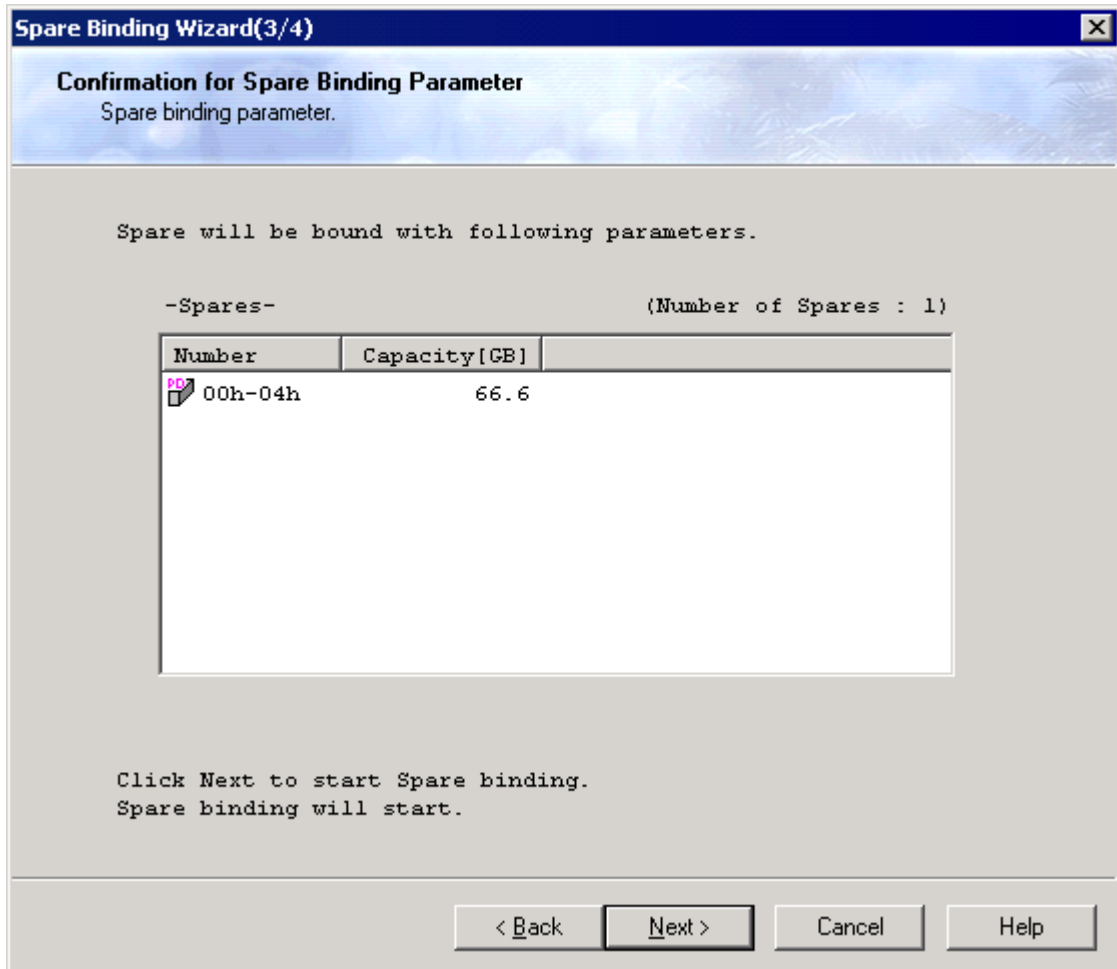 Spare Binding Wizard(3/4)
Confirmation for Spare Binding Parameter
Spare binding parameter.
Spare will be bound with following parameters.
-Spares- (Number of Spares : 1)
Number Capacity[GB]
PD 00h-04h 66.6
Click Next to start Spare binding.
Spare binding will start.
< Back Next > Cancel Help